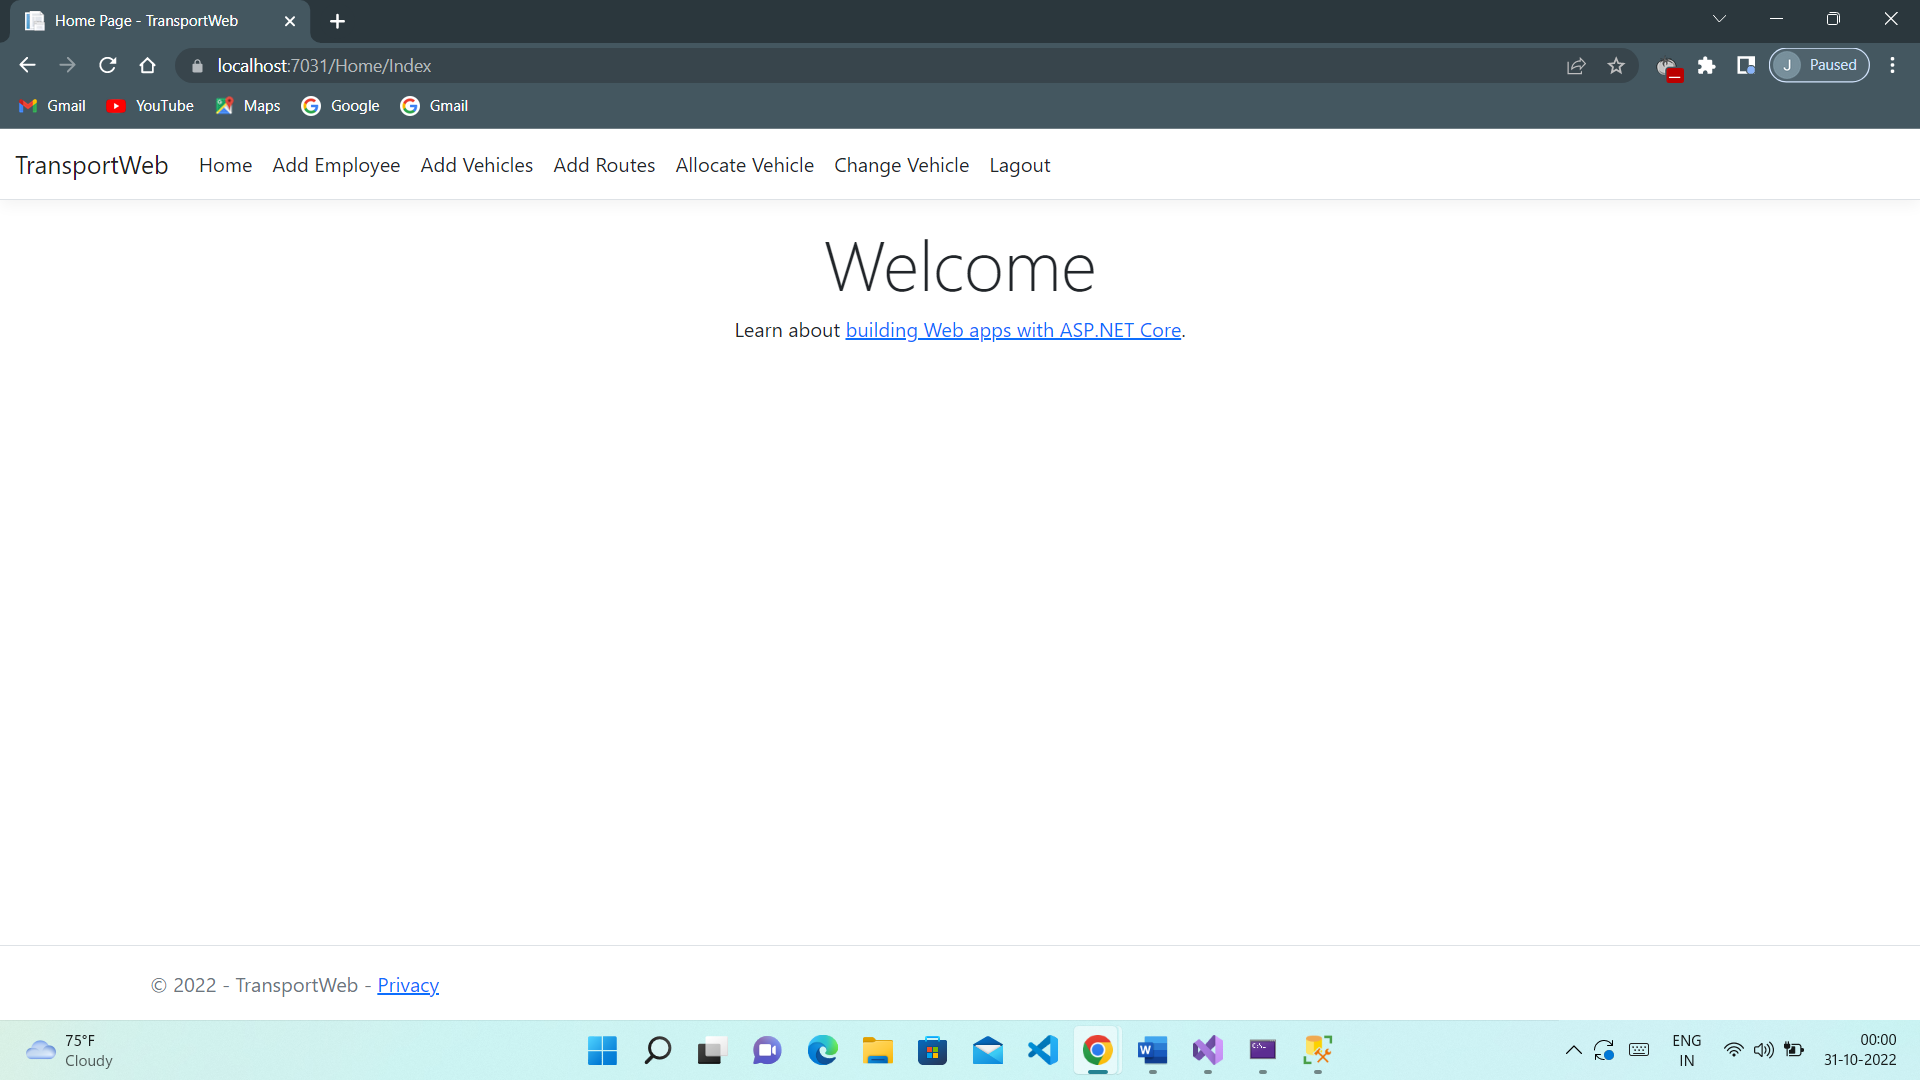 Home Page - TransportWeb
localhost:7031/Home/Index
J Paused
Gmail YouTube Maps Google Gmail
TransportWeb Home Add Employee Add Vehicles Add Routes Allocate Vehicle Change Vehicle Lagout
Welcome
Learn about building Web apps with ASP.NET Core.
© 2022 - TransportWeb - Privacy
75°F
Cloudy
ENG
IN
00:00
31-10-2022